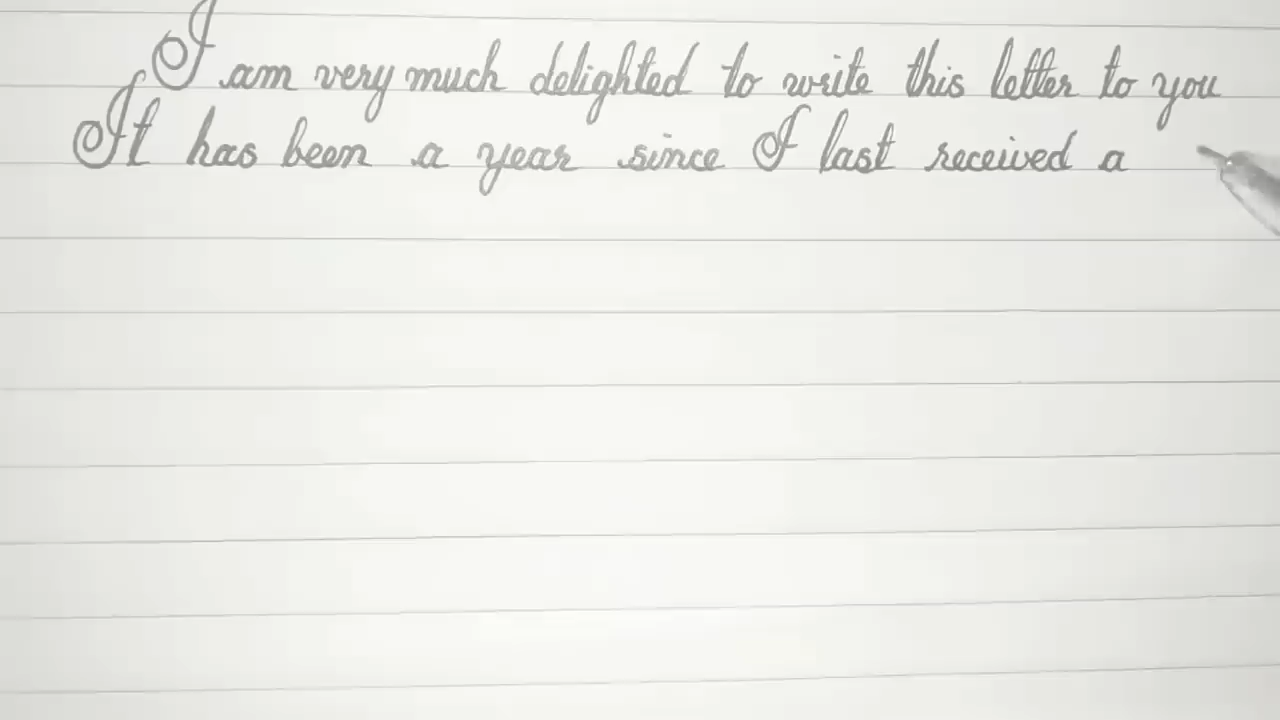 I am very much delighted to write this letter to you
It has been a year since I last received a